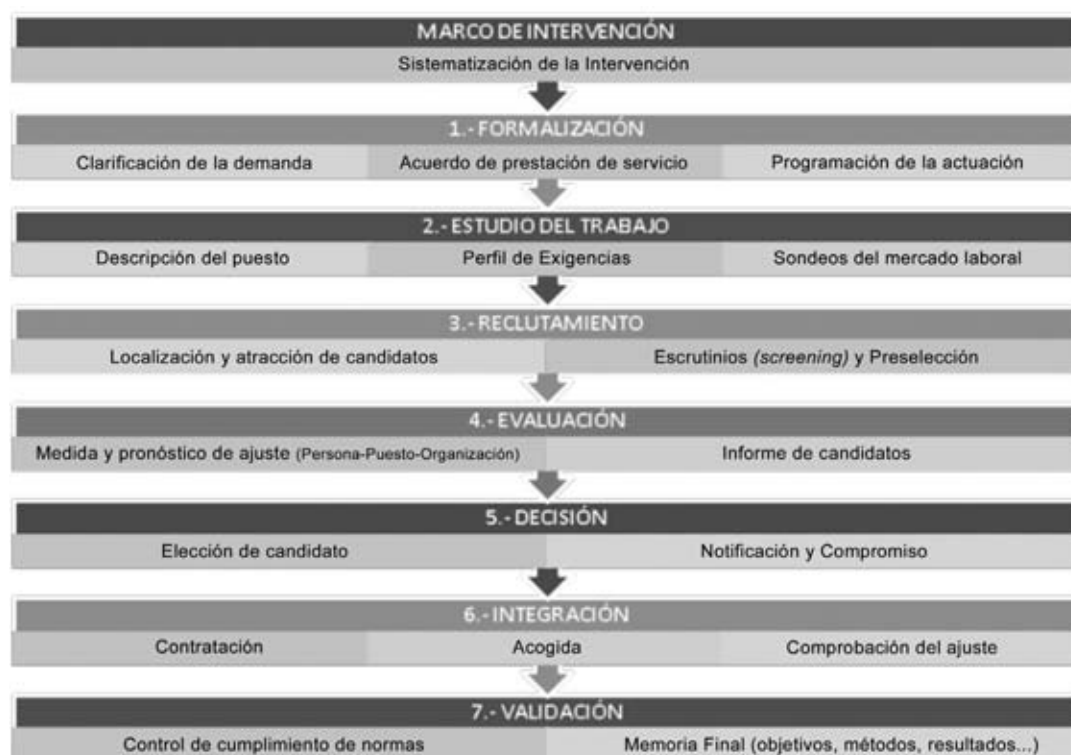 MARCO DE INTERVENCIÓN
Sistematización de la Intervención
1.- FORMALIZACIÓN
Clarificación de la demanda Acuerdo de prestación de servicio Programación de la actuación
2.- ESTUDIO DEL TRABAJO
Descripción del puesto Perfil de Exigencias Sondeos del mercado laboral
3.- RECLUTAMIENTO
Localización y atracción de candidatos Escrutinios (screening) y Preselección
4.- EVALUACIÓN
Medida y pronóstico de ajuste (Persona-Puesto-Organización) Informe de candidatos
5.- DECISIÓN
Elección de candidato Notificación y Compromiso
6.- INTEGRACIÓN
Contratación Acogida Comprobación del ajuste
7.- VALIDACIÓN
Control de cumplimiento de normas Memoria Final (objetivos, métodos, resultados...)